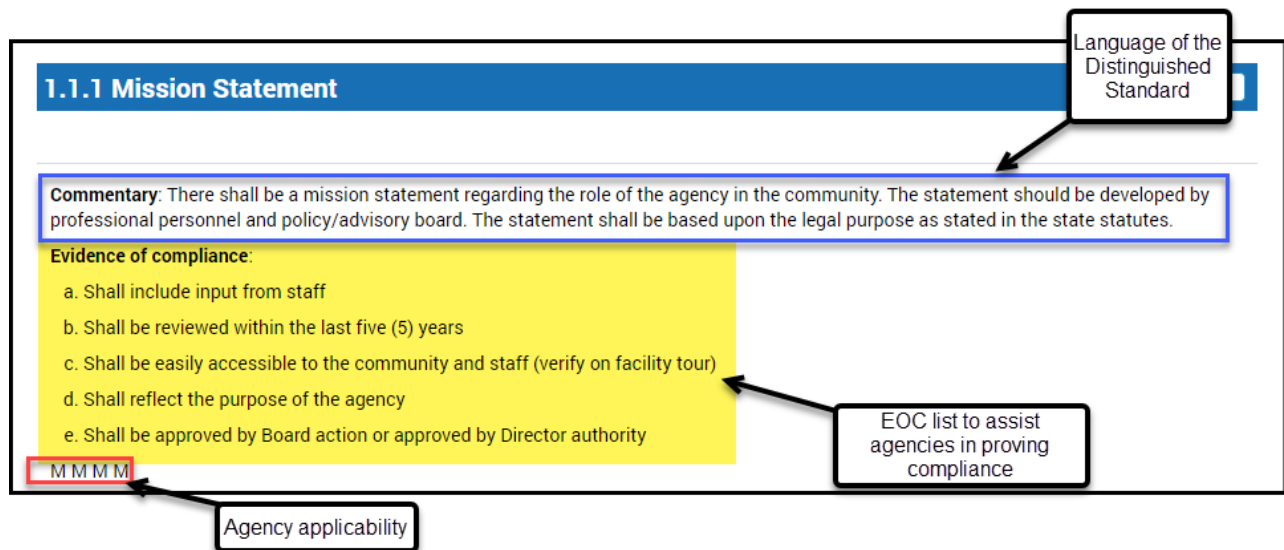 Language of the
Distinguished
Standard
1.1.1 Mission Statement
Commentary: There shall be a mission statement regarding the role of the agency in the community. The statement should be developed by
professional personnel and policy/advisory board. The statement shall be based upon the legal purpose as stated in the state statutes.
Evidence of compliance:
a. Shall include input from staff
b. Shall be reviewed within the last five (5) years
c. Shall be easily accessible to the community and staff (verify on facility tour)
d. Shall reflect the purpose of the agency
e. Shall be approved by Board action or approved by Director authority
EOC list to assist
agencies in proving
compliance
M M M M
Agency applicability